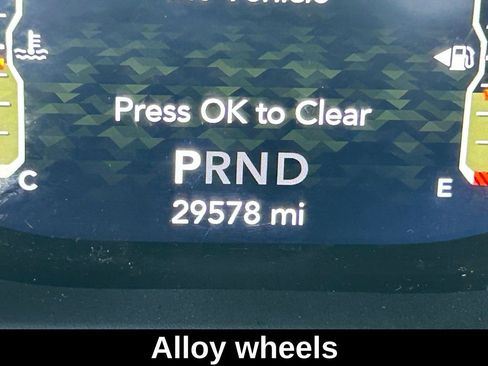 Press OK to Clear
PRND
C
E
29578 mi
Alloy wheels